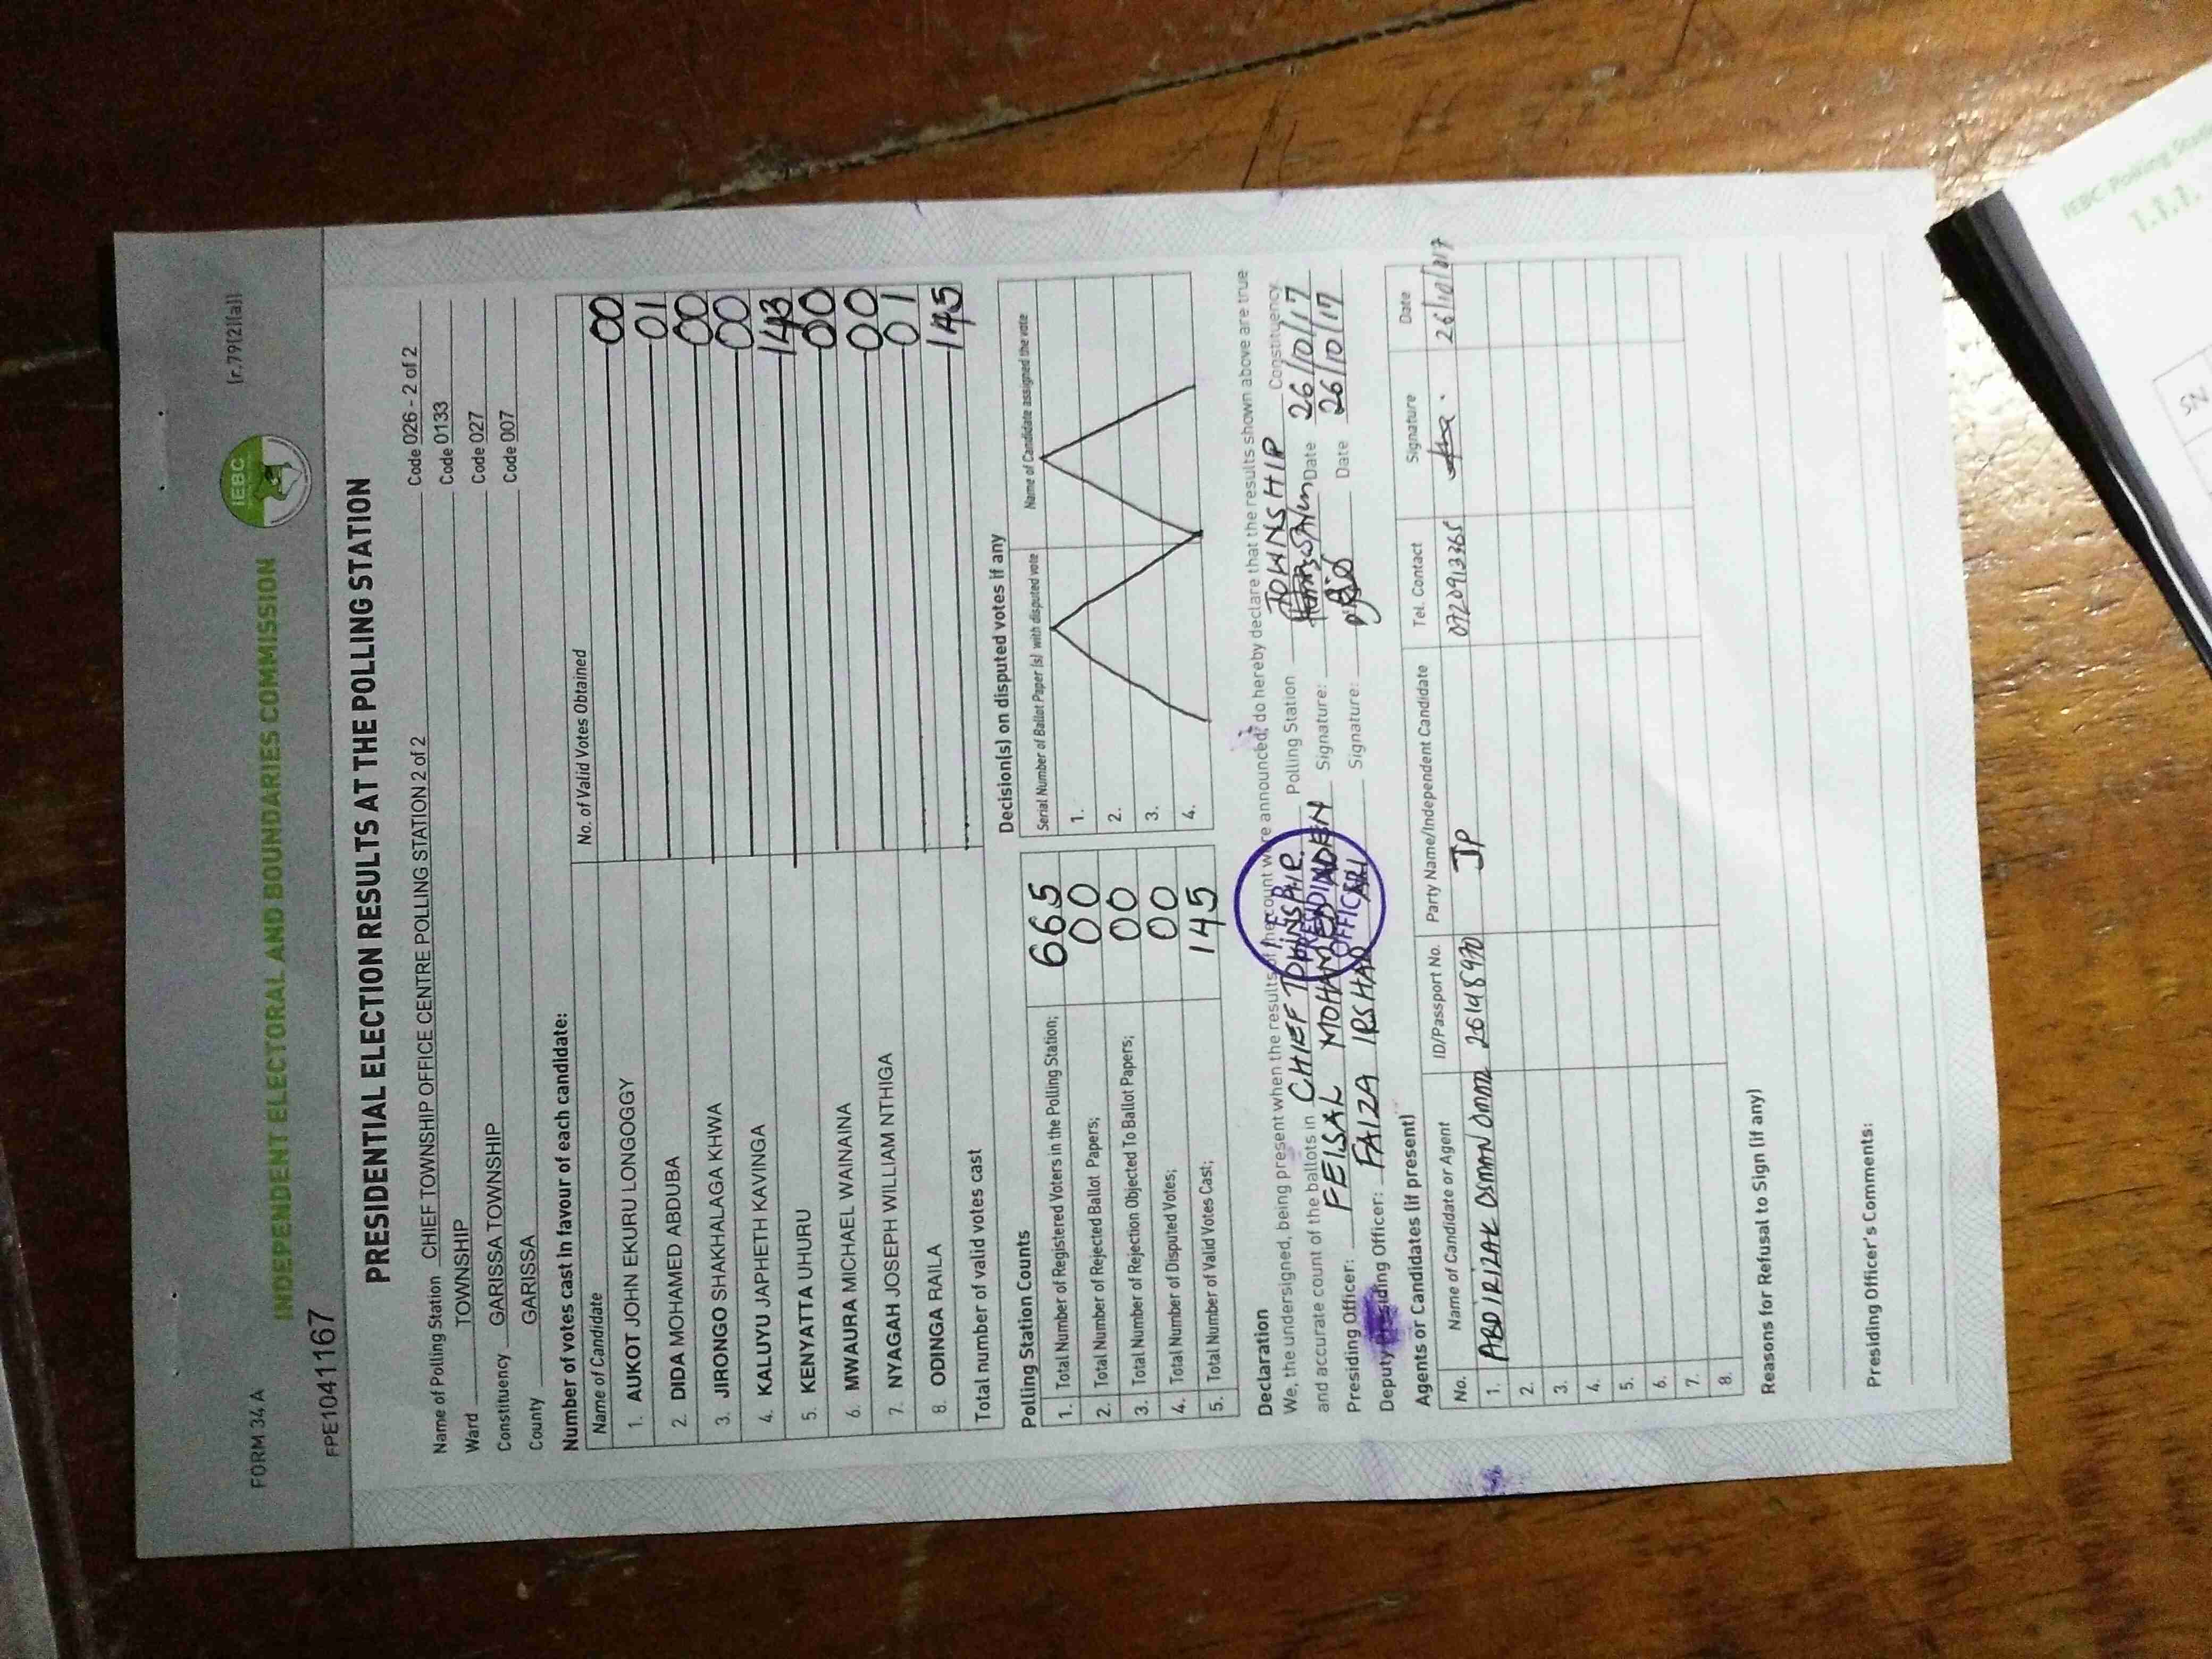 FORM 34 A
(r.79(2)(a))
IEBC
INDEPENDENT ELECTORAL AND BOUNDARIES COMMISSION
FPE1041167
PRESIDENTIAL ELECTION RESULTS AT THE POLLING STATION
Name of Polling Station CHIEF TOWNSHIP OFFICE CENTRE POLLING STATION 2 of 2 Code 026 - 2 of 2
Ward TOWNSHIP Code 0133
Constituency GARISSA TOWNSHIP Code 027
County GARISSA Code 007
Number of votes cast in favour of each candidate:
Name of Candidate No. of Valid Votes Obtained
1. AUKOT JOHN EKURU LONGOGGY 00
2. DIDA MOHAMED ABDUBA 01
3. JIRONGO SHAKHALAGA KHWA 00
4. KALUYU JAPHETH KAVINGA 00
5. KENYATTA UHURU 143
6. MWAURA MICHAEL WAINAINA 00
7. NYAGAH JOSEPH WILLIAM NTHIGA 00
8. ODINGA RAILA 01
Total number of valid votes cast 145
Polling Station Counts
1. Total Number of Registered Voters in the Polling Station; 665
2. Total Number of Rejected Ballot Papers; 00
3. Total Number of Rejection Objected To Ballot Papers; 00
4. Total Number of Disputed Votes; 00
5. Total Number of Valid Votes Cast; 145
Decision(s) on disputed votes if any
Serial Number of Ballot Paper (s) with disputed vote Name of Candidate assigned the vote
1.
2.
3.
4.
Declaration
We, the undersigned, being present when the results of the count were announced, do hereby declare that the results shown above are true
and accurate count of the ballots in CHIEF TOWNSHIP Polling Station TOWNSHIP Constituency
Presiding Officer: FEISAL MOHAMED ADEN Signature: Date 26/10/17
Deputy Presiding Officer: FAIZA IRSHAD ALI Signature: Date 26/10/17
Agents or Candidates (if present)
No. Name of Candidate or Agent ID/Passport No. Party Name/Independent Candidate Tel. Contact Signature Date
1. ABDIRIZAK OSMAN OMAR JP 0720913365 26/10/017
2.
3.
4.
5.
6.
7.
8.
Reasons for Refusal to Sign (if any)
Presiding Officer's Comments:
IEBC Polling
1.1.1.
SN